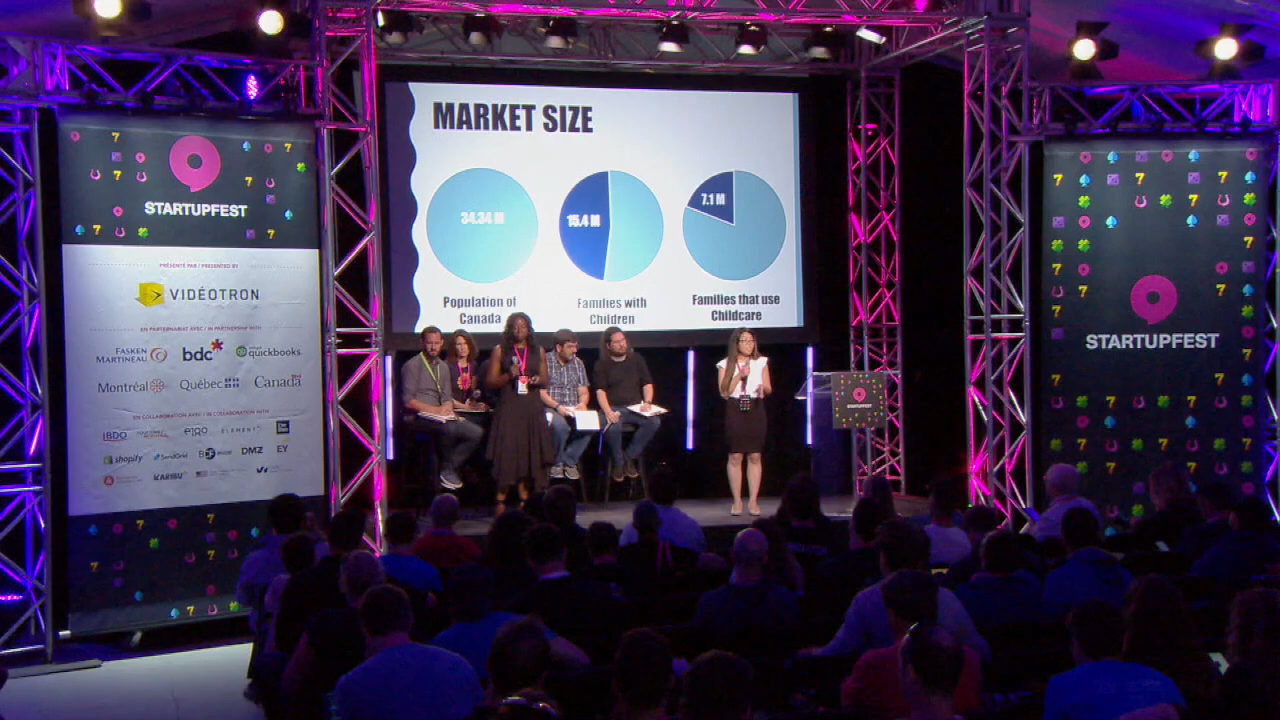 MARKET SIZE
34.34 M
15.4 M
7.1 M
Population of
Canada
Families with
Children
Families that use
Childcare
STARTUPFEST
PRÉSENTÉ PAR / PRESENTED BY
VIDÉOTRON
EN PARTENARIAT AVEC / IN PARTNERSHIP WITH
FASKEN
MARTINEAU
bdc
quickbooks
Montréal
Québec
Canada
EN COLLABORATION AVEC / IN COLLABORATION WITH
BDO
ELEMENT
shopify
SendGrid
DMZ
EY
STARTUPFEST
STARTUPFEST